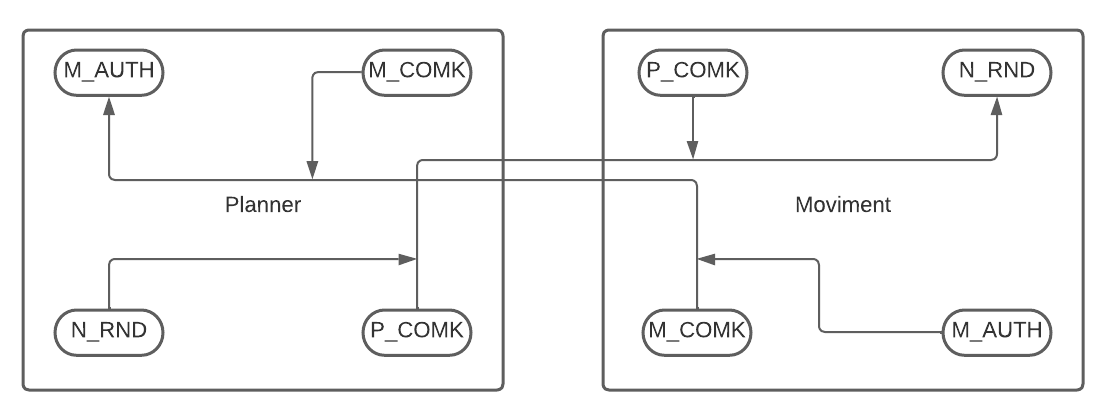 M_AUTH
M_COMK
Planner
N_RND
P_COMK
P_COMK
N_RND
Moviment
M_COMK
M_AUTH